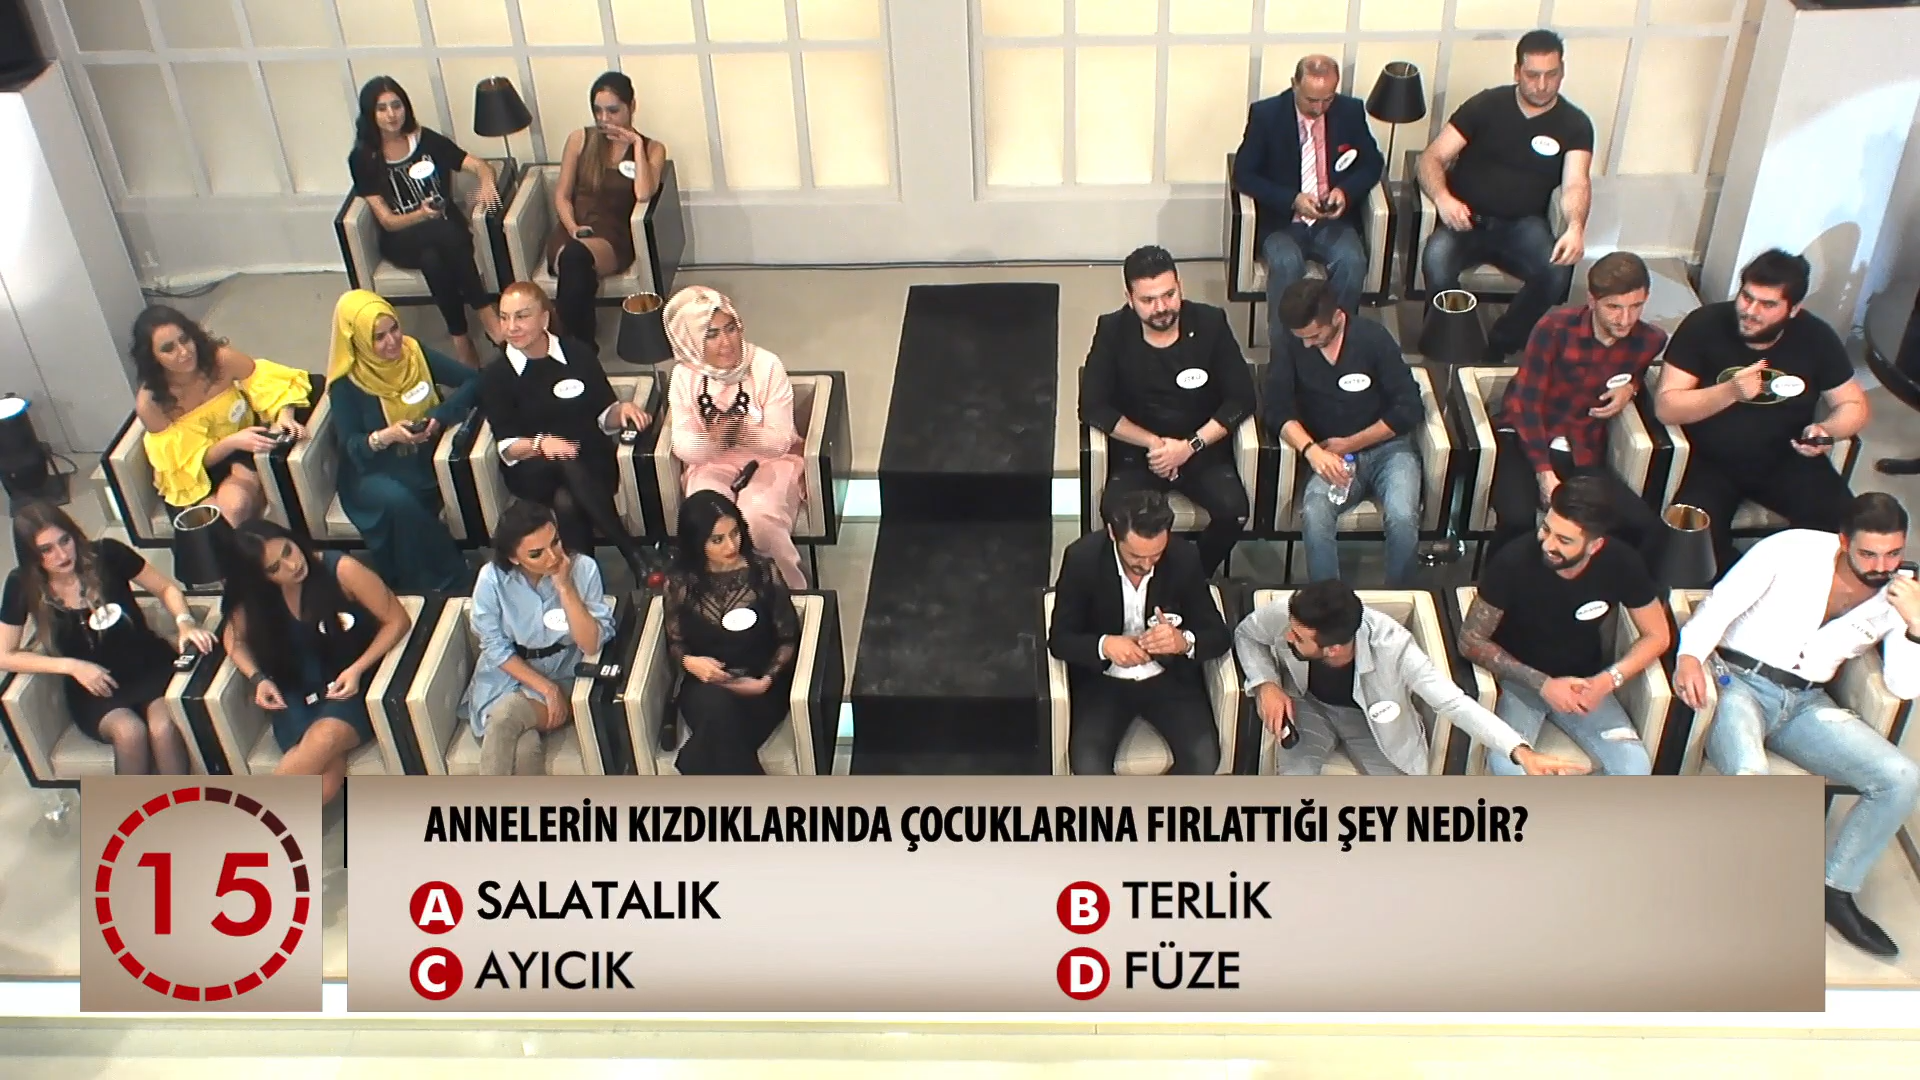 15
ANNELERİN KIZDIKLARINDA ÇOCUKLARINA FIRLATTIĞI ŞEY NEDİR?
A SALATALIK
B TERLİK
C AYICIK
D FÜZE